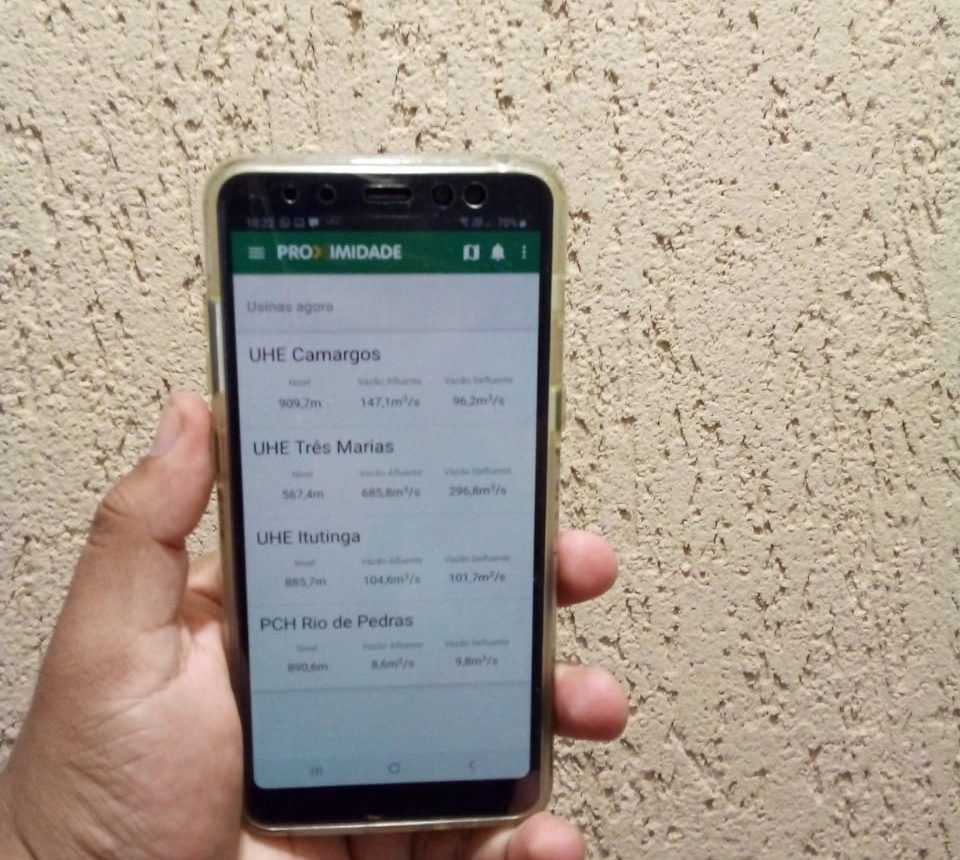 10:22 70%
PROXIMIDADE
Usinas agora
UHE Camargos
Nível Vazão Afluente Vazão Defluente
909,7m 147,1m³/s 96,2m³/s
UHE Três Marias
Nível Vazão Afluente Vazão Defluente
567,4m 685,8m³/s 296,8m³/s
UHE Itutinga
Nível Vazão Afluente Vazão Defluente
885,7m 104,6m³/s 101,7m³/s
PCH Rio de Pedras
Nível Vazão Afluente Vazão Defluente
890,6m 8,6m³/s 9,8m³/s